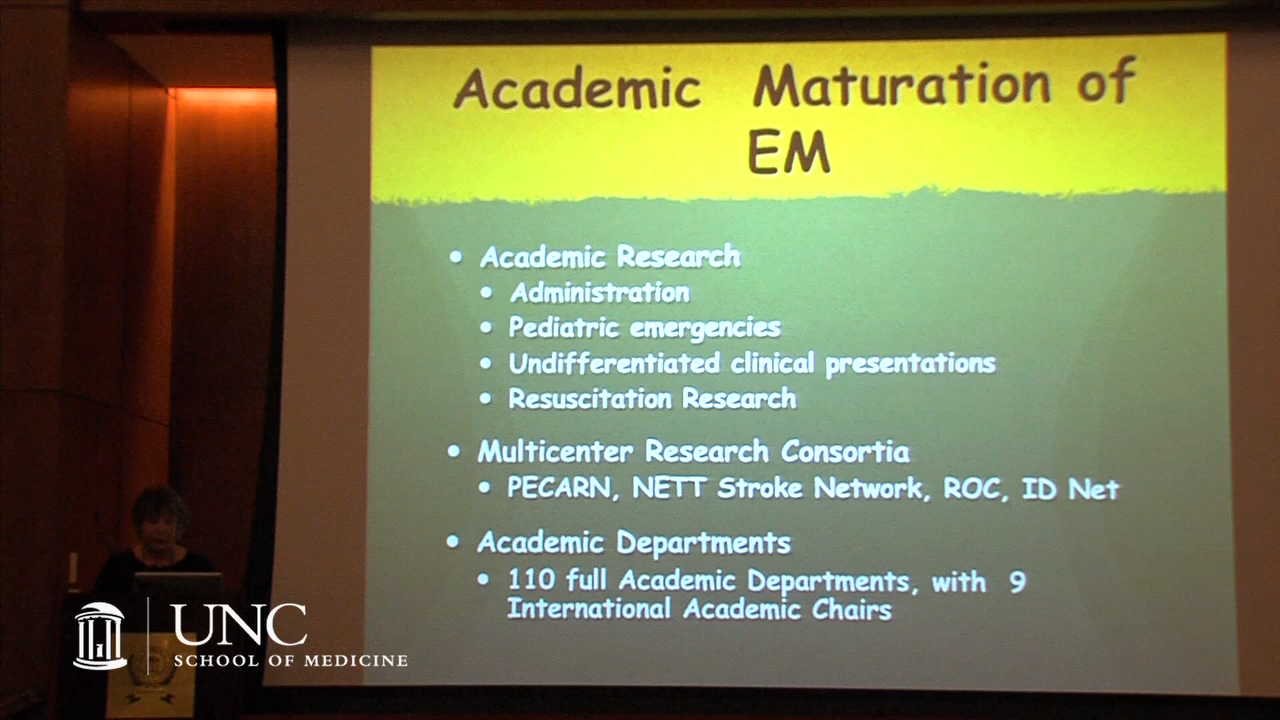 Academic Maturation of
EM
• Academic Research
• Administration
• Pediatric emergencies
• Undifferentiated clinical presentations
• Resuscitation Research
• Multicenter Research Consortia
• PECARN, NETT Stroke Network, ROC, ID Net
• Academic Departments
• 110 full Academic Departments, with 9
International Academic Chairs
UNC
SCHOOL OF MEDICINE